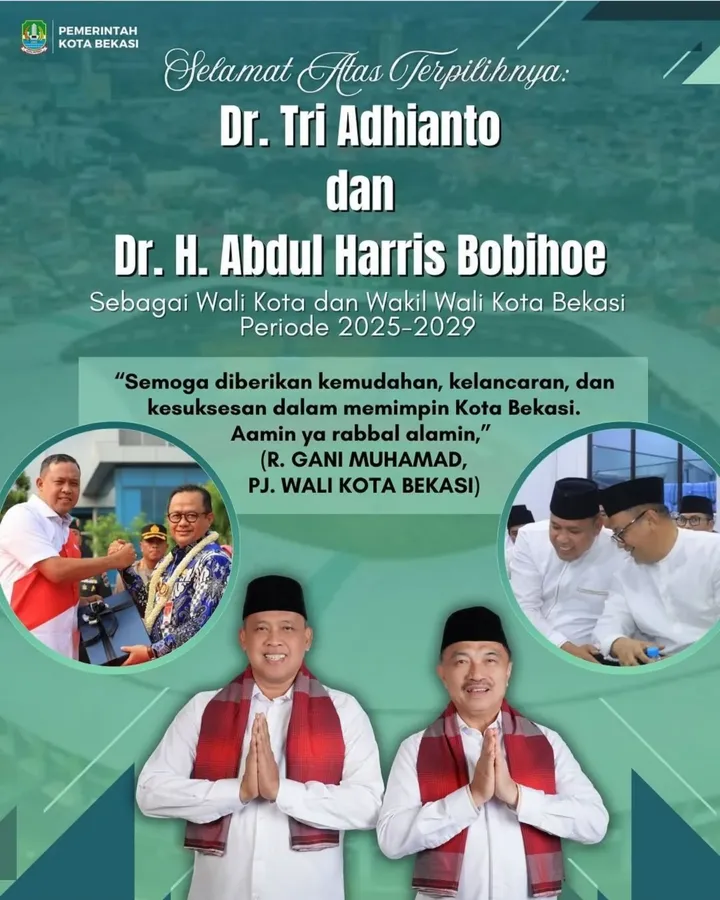 PEMERINTAH
KOTA BEKASI
Selamat Atas Terpilihnya:
Dr. Tri Adhianto
dan
Dr. H. Abdul Harris Bobihoe
Sebagai Wali Kota dan Wakil Wali Kota Bekasi
Periode 2025-2029
“Semoga diberikan kemudahan, kelancaran, dan
kesuksesan dalam memimpin Kota Bekasi.
Aamin ya rabbal alamin,”
(R. GANI MUHAMAD,
PJ. WALI KOTA BEKASI)